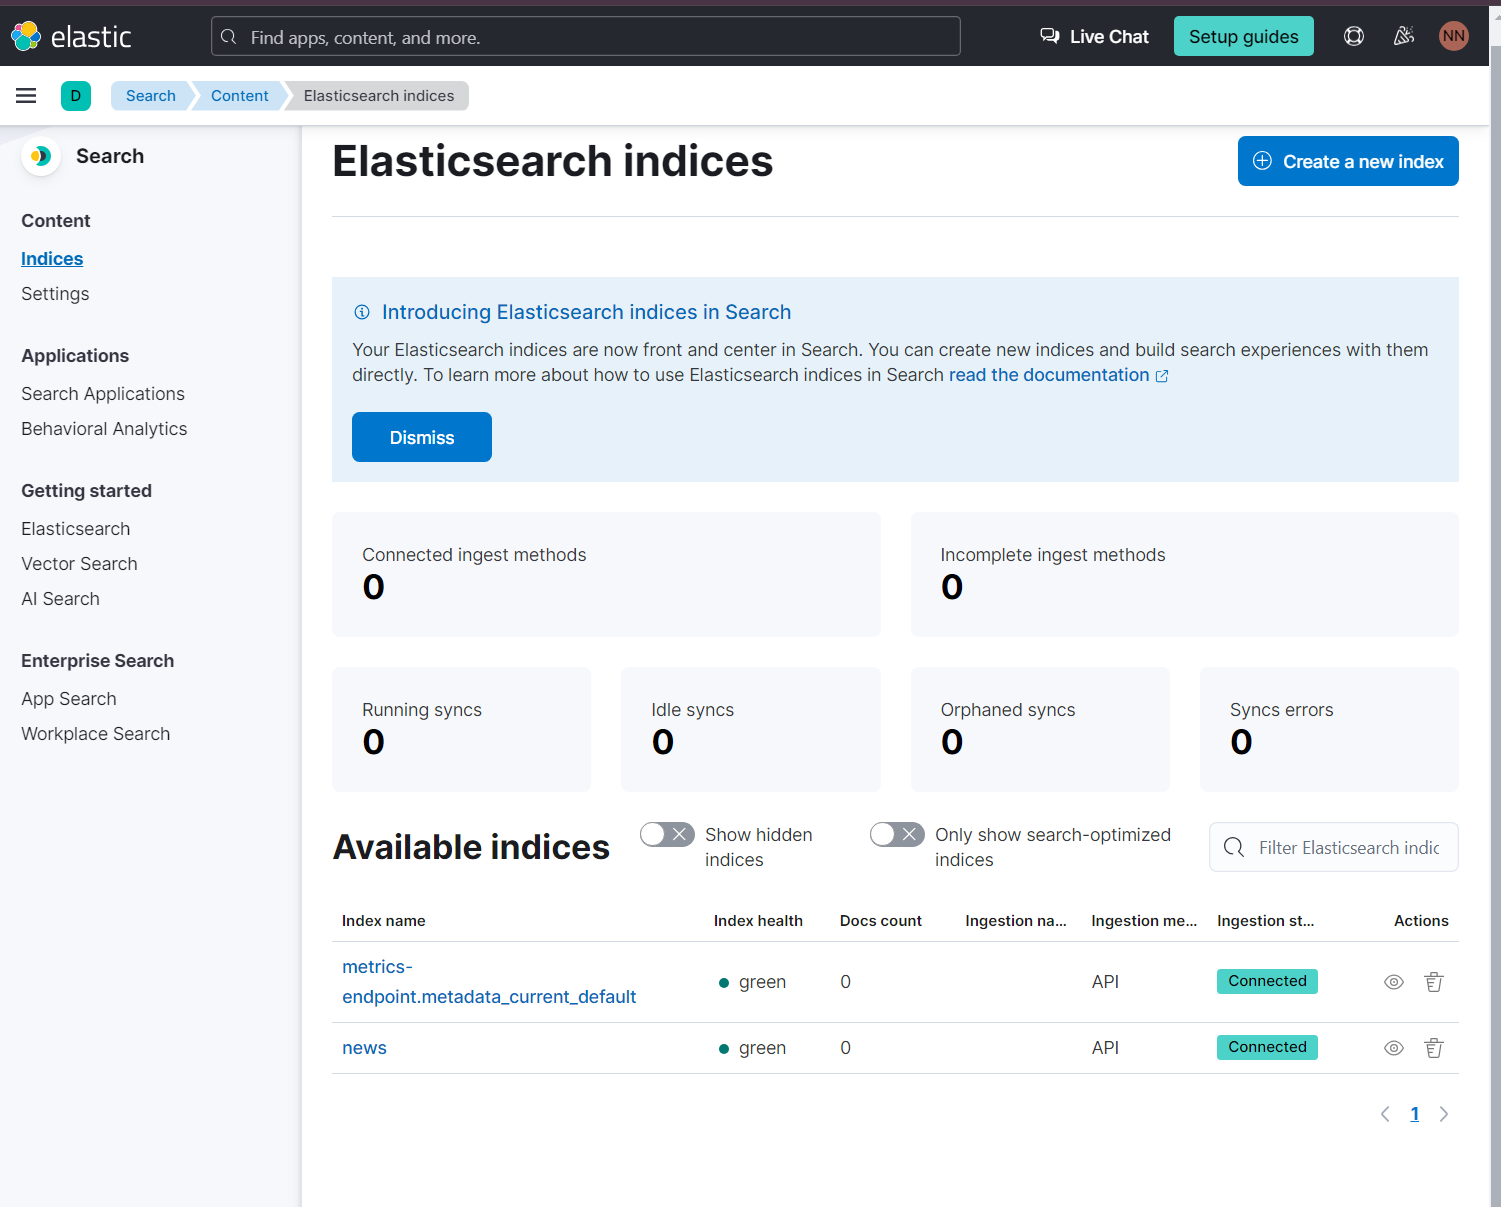 elastic
Find apps, content, and more.
Live Chat
Setup guides
NN
D
Search
Content
Elasticsearch indices
Search
Content
Indices
Settings
Applications
Search Applications
Behavioral Analytics
Getting started
Elasticsearch
Vector Search
AI Search
Enterprise Search
App Search
Workplace Search
Elasticsearch indices
Create a new index
Introducing Elasticsearch indices in Search
Your Elasticsearch indices are now front and center in Search. You can create new indices and build search experiences with them
directly. To learn more about how to use Elasticsearch indices in Search read the documentation
Dismiss
Connected ingest methods
0
Incomplete ingest methods
0
Running syncs
0
Idle syncs
0
Orphaned syncs
0
Syncs errors
0
Available indices
Show hidden
indices
Only show search-optimized
indices
Filter Elasticsearch indic
Index name Index health Docs count Ingestion na... Ingestion me... Ingestion st... Actions
metrics-
endpoint.metadata_current_default green 0 API Connected
news green 0 API Connected
1